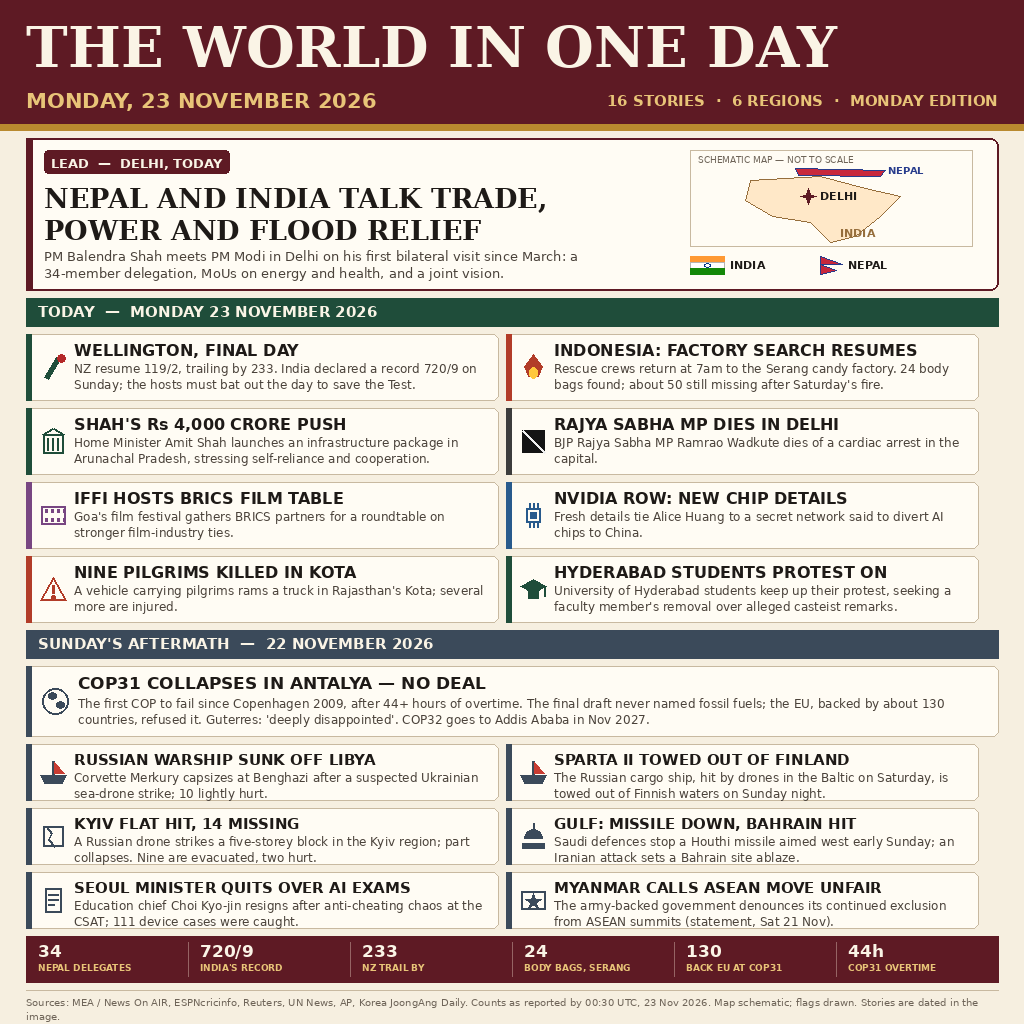 THE WORLD IN ONE DAY
MONDAY, 23 NOVEMBER 2026
16 STORIES · 6 REGIONS · MONDAY EDITION
LEAD — DELHI, TODAY
NEPAL AND INDIA TALK TRADE,
POWER AND FLOOD RELIEF
PM Balendra Shah meets PM Modi in Delhi on his first bilateral visit since March: a
34-member delegation, MoUs on energy and health, and a joint vision.
SCHEMATIC MAP — NOT TO SCALE
NEPAL
DELHI
INDIA
INDIA
NEPAL
TODAY — MONDAY 23 NOVEMBER 2026
WELLINGTON, FINAL DAY
NZ resume 119/2, trailing by 233. India declared a record 720/9 on
Sunday; the hosts must bat out the day to save the Test.
INDONESIA: FACTORY SEARCH RESUMES
Rescue crews return at 7am to the Serang candy factory. 24 body
bags found; about 50 still missing after Saturday's fire.
SHAH'S Rs 4,000 CRORE PUSH
Home Minister Amit Shah launches an infrastructure package in
Arunachal Pradesh, stressing self-reliance and cooperation.
RAJYA SABHA MP DIES IN DELHI
BJP Rajya Sabha MP Ramrao Wadkute dies of a cardiac arrest in the
capital.
IFFI HOSTS BRICS FILM TABLE
Goa's film festival gathers BRICS partners for a roundtable on
stronger film-industry ties.
NVIDIA ROW: NEW CHIP DETAILS
Fresh details tie Alice Huang to a secret network said to divert AI
chips to China.
NINE PILGRIMS KILLED IN KOTA
A vehicle carrying pilgrims rams a truck in Rajasthan's Kota; several
more are injured.
HYDERABAD STUDENTS PROTEST ON
University of Hyderabad students keep up their protest, seeking a
faculty member's removal over alleged casteist remarks.
SUNDAY'S AFTERMATH — 22 NOVEMBER 2026
COP31 COLLAPSES IN ANTALYA — NO DEAL
The first COP to fail since Copenhagen 2009, after 44+ hours of overtime. The final draft never named fossil fuels; the EU, backed by about 130
countries, refused it. Guterres: 'deeply disappointed'. COP32 goes to Addis Ababa in Nov 2027.
RUSSIAN WARSHIP SUNK OFF LIBYA
Corvette Merkury capsizes at Benghazi after a suspected Ukrainian
sea-drone strike; 10 lightly hurt.
SPARTA II TOWED OUT OF FINLAND
The Russian cargo ship, hit by drones in the Baltic on Saturday, is
towed out of Finnish waters on Sunday night.
KYIV FLAT HIT, 14 MISSING
A Russian drone strikes a five-storey block in the Kyiv region; part
collapses. Nine are evacuated, two hurt.
GULF: MISSILE DOWN, BAHRAIN HIT
Saudi defences stop a Houthi missile aimed west early Sunday; an
Iranian attack sets a Bahrain site ablaze.
SEOUL MINISTER QUITS OVER AI EXAMS
Education chief Choi Kyo-jin resigns after anti-cheating chaos at the
CSAT; 111 device cases were caught.
MYANMAR CALLS ASEAN MOVE UNFAIR
The army-backed government denounces its continued exclusion
from ASEAN summits (statement, Sat 21 Nov).
34
NEPAL DELEGATES
720/9
INDIA'S RECORD
233
NZ TRAIL BY
24
BODY BAGS, SERANG
130
BACK EU AT COP31
44h
COP31 OVERTIME
Sources: MEA / News On AIR, ESPNcricinfo, Reuters, UN News, AP, Korea JoongAng Daily. Counts as reported by 00:30 UTC, 23 Nov 2026. Map schematic; flags drawn. Stories are dated in the
image.